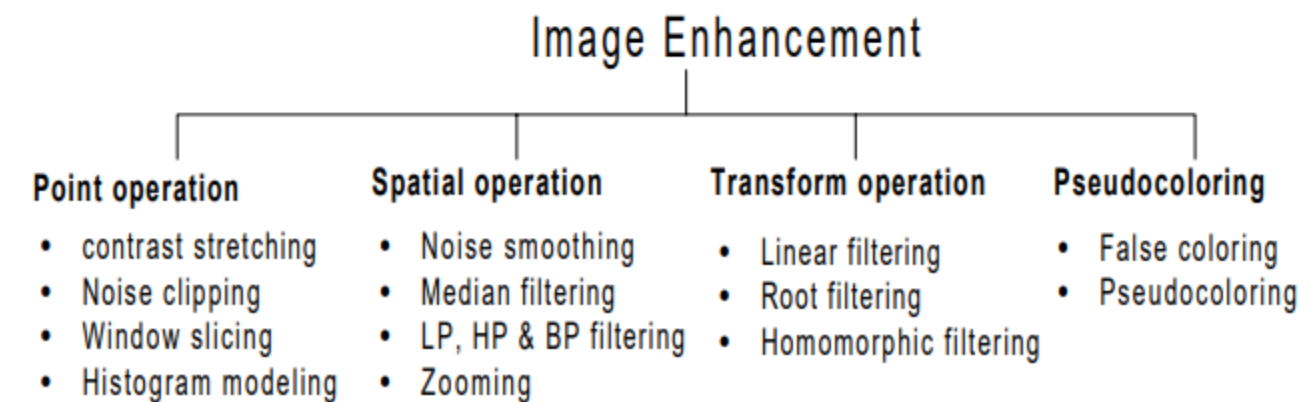 Image Enhancement
Point operation
• contrast stretching
• Noise clipping
• Window slicing
• Histogram modeling
Spatial operation
• Noise smoothing
• Median filtering
• LP, HP & BP filtering
• Zooming
Transform operation
• Linear filtering
• Root filtering
• Homomorphic filtering
Pseudocoloring
• False coloring
• Pseudocoloring